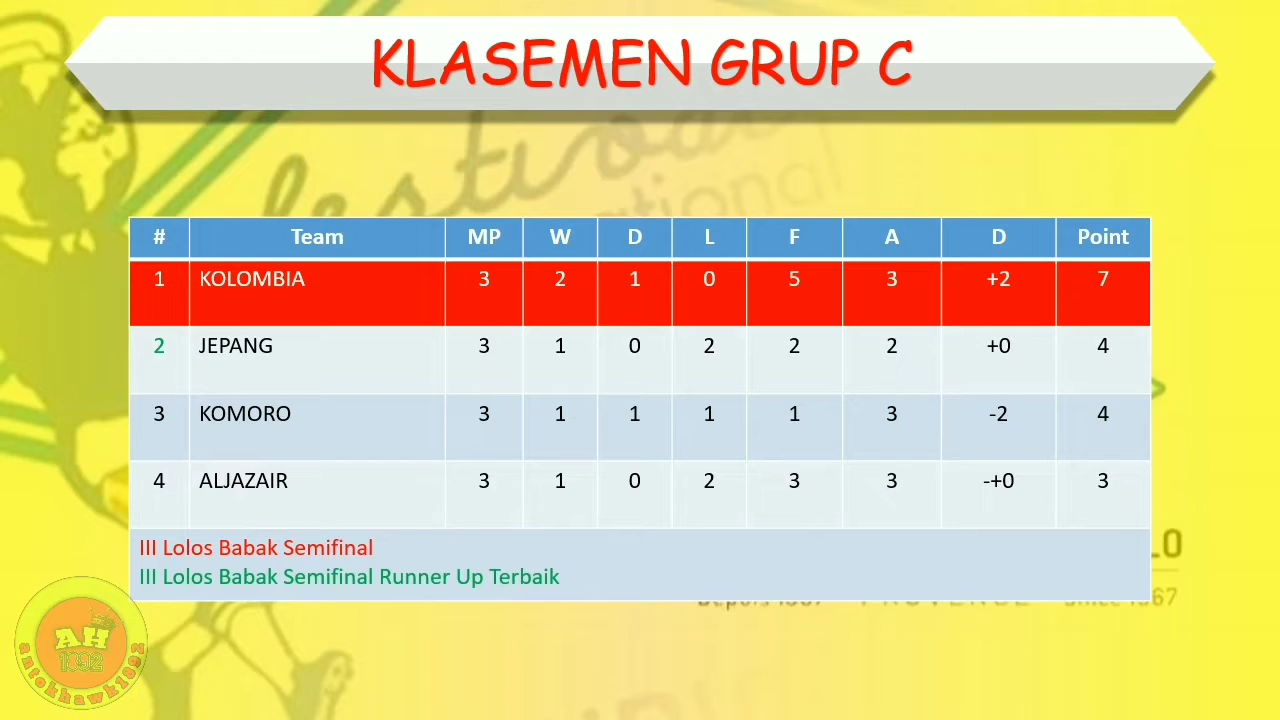 KLASEMEN GRUP C
# Team MP W D L F A D Point
1 KOLOMBIA 3 2 1 0 5 3 +2 7
2 JEPANG 3 1 0 2 2 2 +0 4
3 KOMORO 3 1 1 1 1 3 -2 4
4 ALJAZAIR 3 1 0 2 3 3 -+0 3
III Lolos Babak Semifinal
III Lolos Babak Semifinal Runner Up Terbaik
AH
1892
antokhawk1892